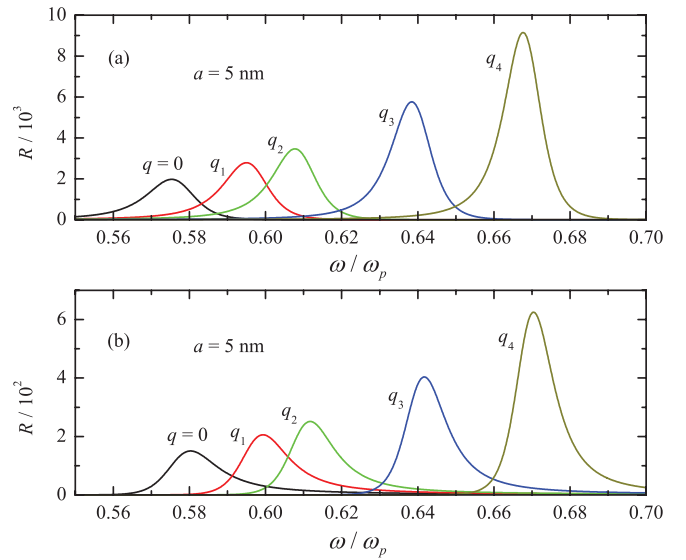 10
(a)
a = 5 nm
q₄
8
6
q₃
R / 10³
4
q = 0
q₁
q₂
2
0
0.56 0.58 0.60 0.62 0.64 0.66 0.68 0.70
ω / ωₚ
(b)
a = 5 nm
6
q₄
q₃
R / 10²
4
q = 0
q₁
q₂
2
0
0.56 0.58 0.60 0.62 0.64 0.66 0.68 0.70
ω / ωₚ